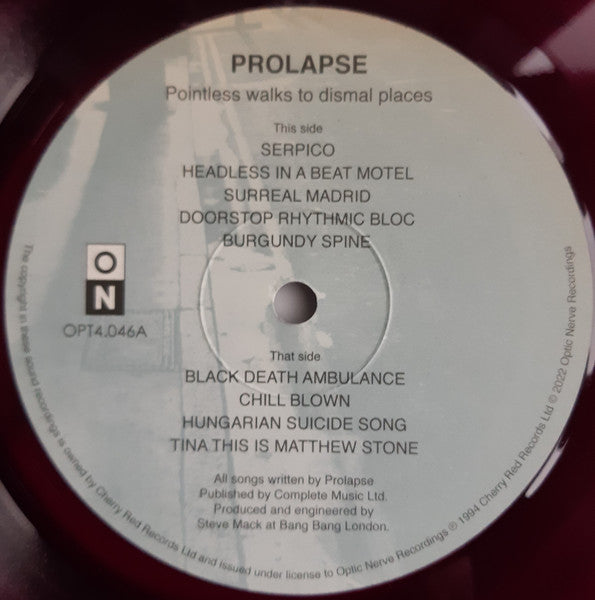 PROLAPSE
Pointless walks to dismal places
This side
SERPICO
HEADLESS IN A BEAT MOTEL
SURREAL MADRID
DOORSTOP RHYTHMIC BLOC
BURGUNDY SPINE
O
N
OPT4.046A
That side
BLACK DEATH AMBULANCE
CHILL BLOWN
HUNGARIAN SUICIDE SONG
TINA THIS IS MATTHEW STONE
All songs written by Prolapse
Published by Complete Music Ltd.
Produced and engineered by
Steve Mack at Bang Bang London.
The copyright in these sound recordings is owned by Cherry Red Records Ltd and issued under license to Optic Nerve Recordings ℗ 1994 Cherry Red Records Ltd © 2022 Optic Nerve Recordings